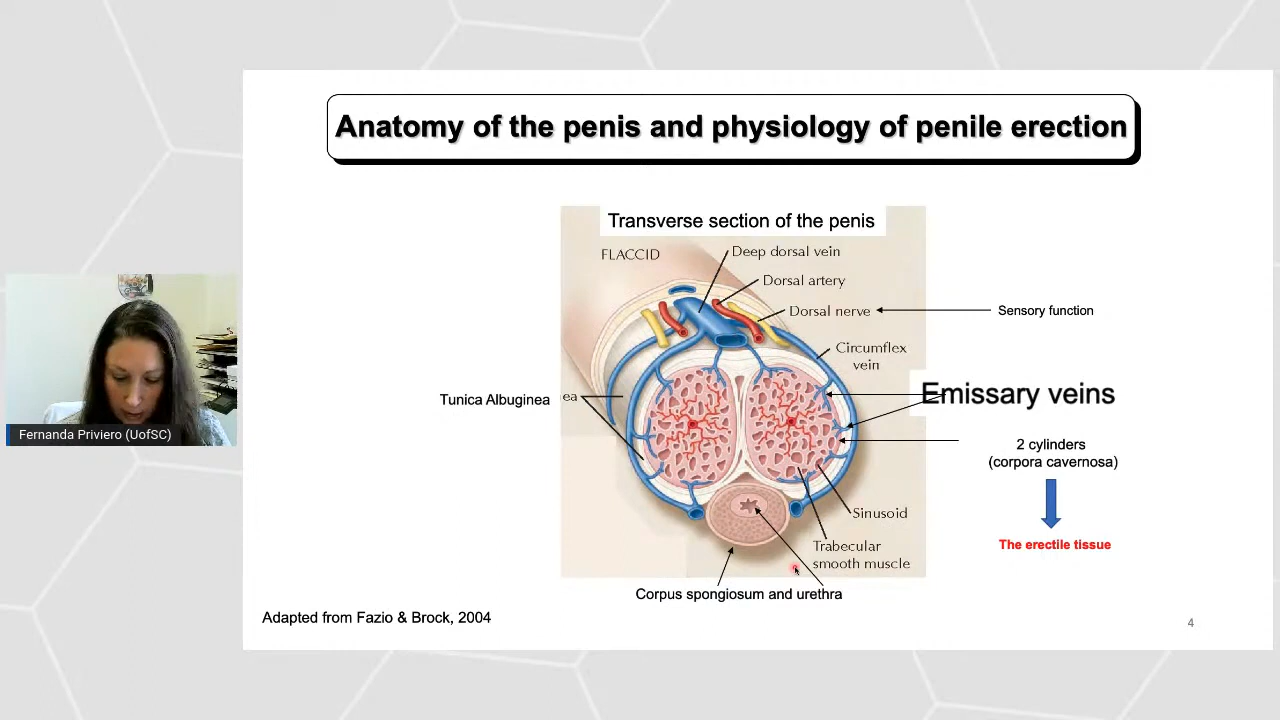 Anatomy of the penis and physiology of penile erection
Transverse section of the penis
FLACCID
Deep dorsal vein
Dorsal artery
Dorsal nerve
Sensory function
Circumflex
vein
Emissary veins
Tunica Albuginea
ea
2 cylinders
(corpora cavernosa)
The erectile tissue
Sinusoid
Trabecular
smooth muscle
Corpus spongiosum and urethra
Adapted from Fazio & Brock, 2004
4
Fernanda Priviero (UofSC)